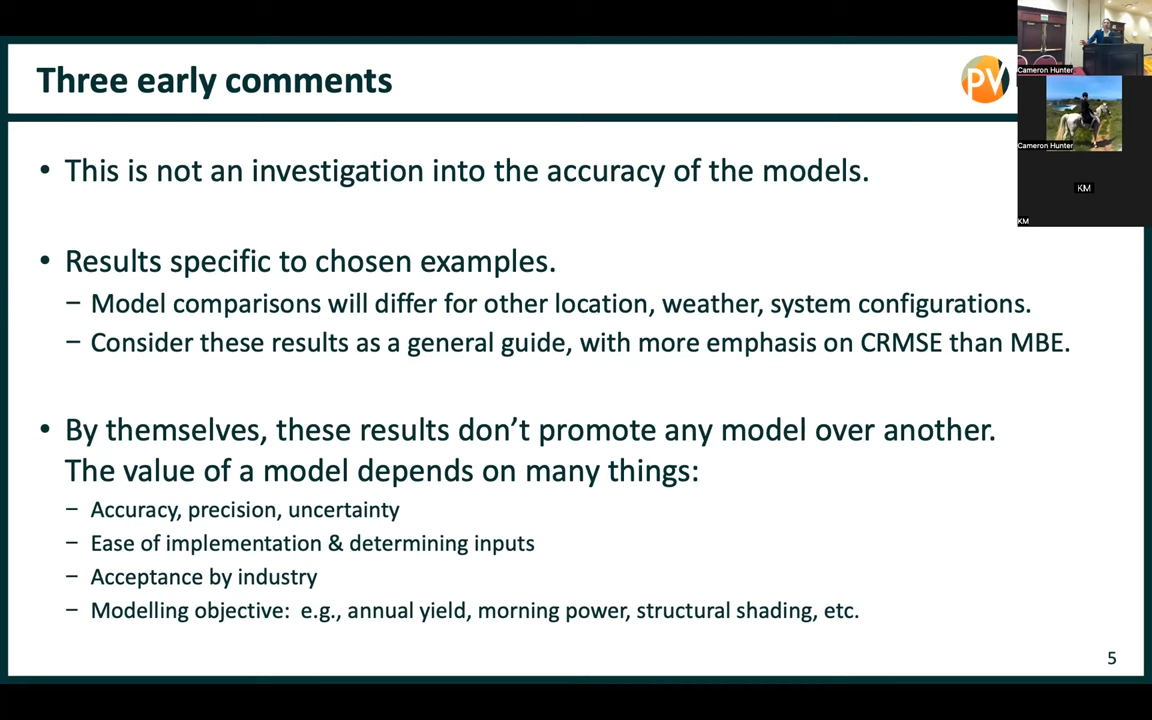 Three early comments
PV
Cameron Hunter
Cameron Hunter
KM
KM
• This is not an investigation into the accuracy of the models.
• Results specific to chosen examples.
– Model comparisons will differ for other location, weather, system configurations.
– Consider these results as a general guide, with more emphasis on CRMSE than MBE.
• By themselves, these results don’t promote any model over another.
The value of a model depends on many things:
– Accuracy, precision, uncertainty
– Ease of implementation & determining inputs
– Acceptance by industry
– Modelling objective: e.g., annual yield, morning power, structural shading, etc.
5